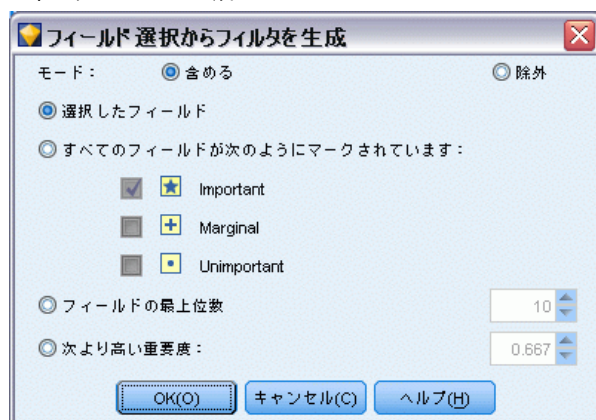 フィールド選択からフィルタを生成
モード： 含める 除外
選択したフィールド
すべてのフィールドが次のようにマークされています：
Important
Marginal
Unimportant
フィールドの最上位数 10
次より高い重要度： 0.667
OK(O) キャンセル(C) ヘルプ(H)